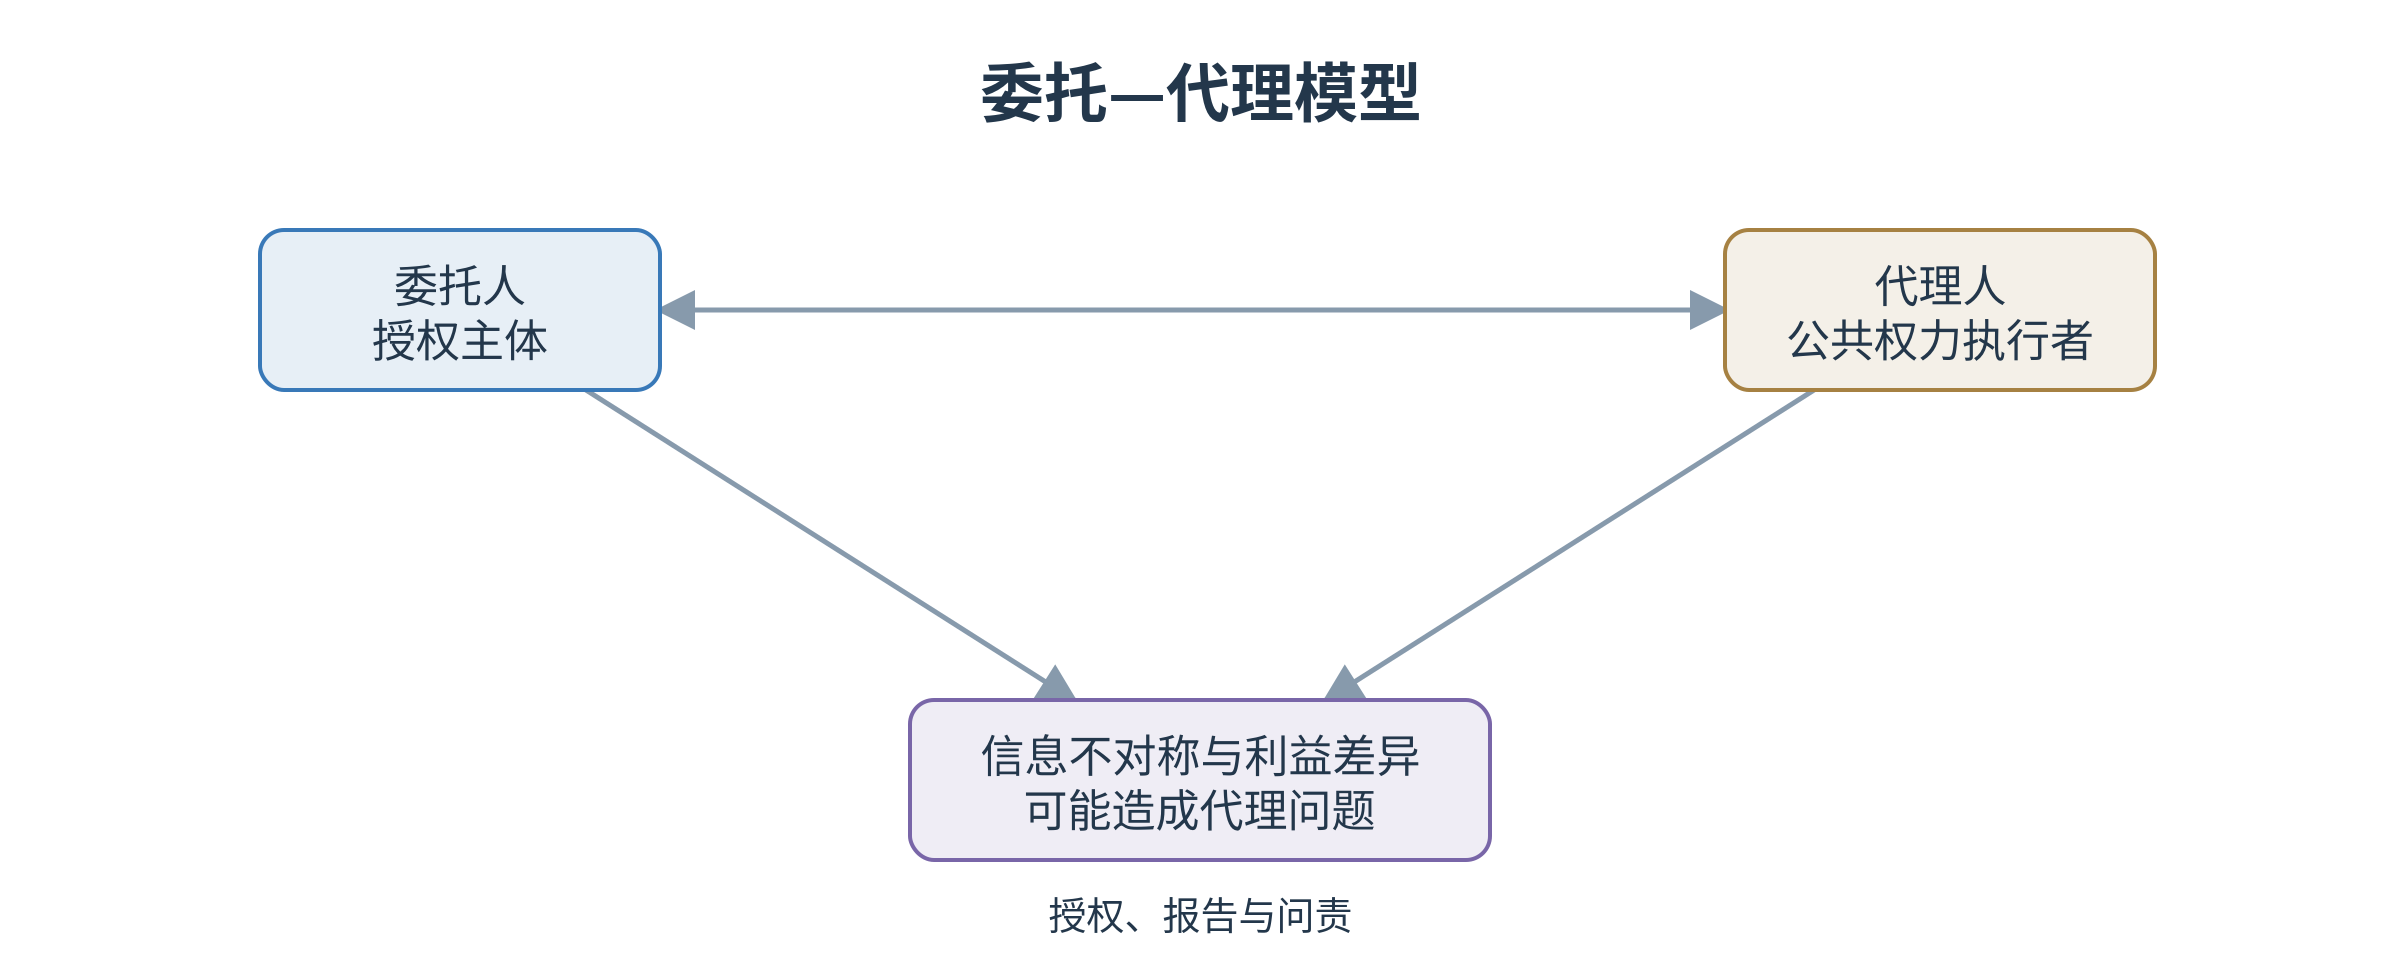 委托—代理模型
委托人
授权主体
代理人
公共权力执行者
信息不对称与利益差异
可能造成代理问题
授权、报告与问责